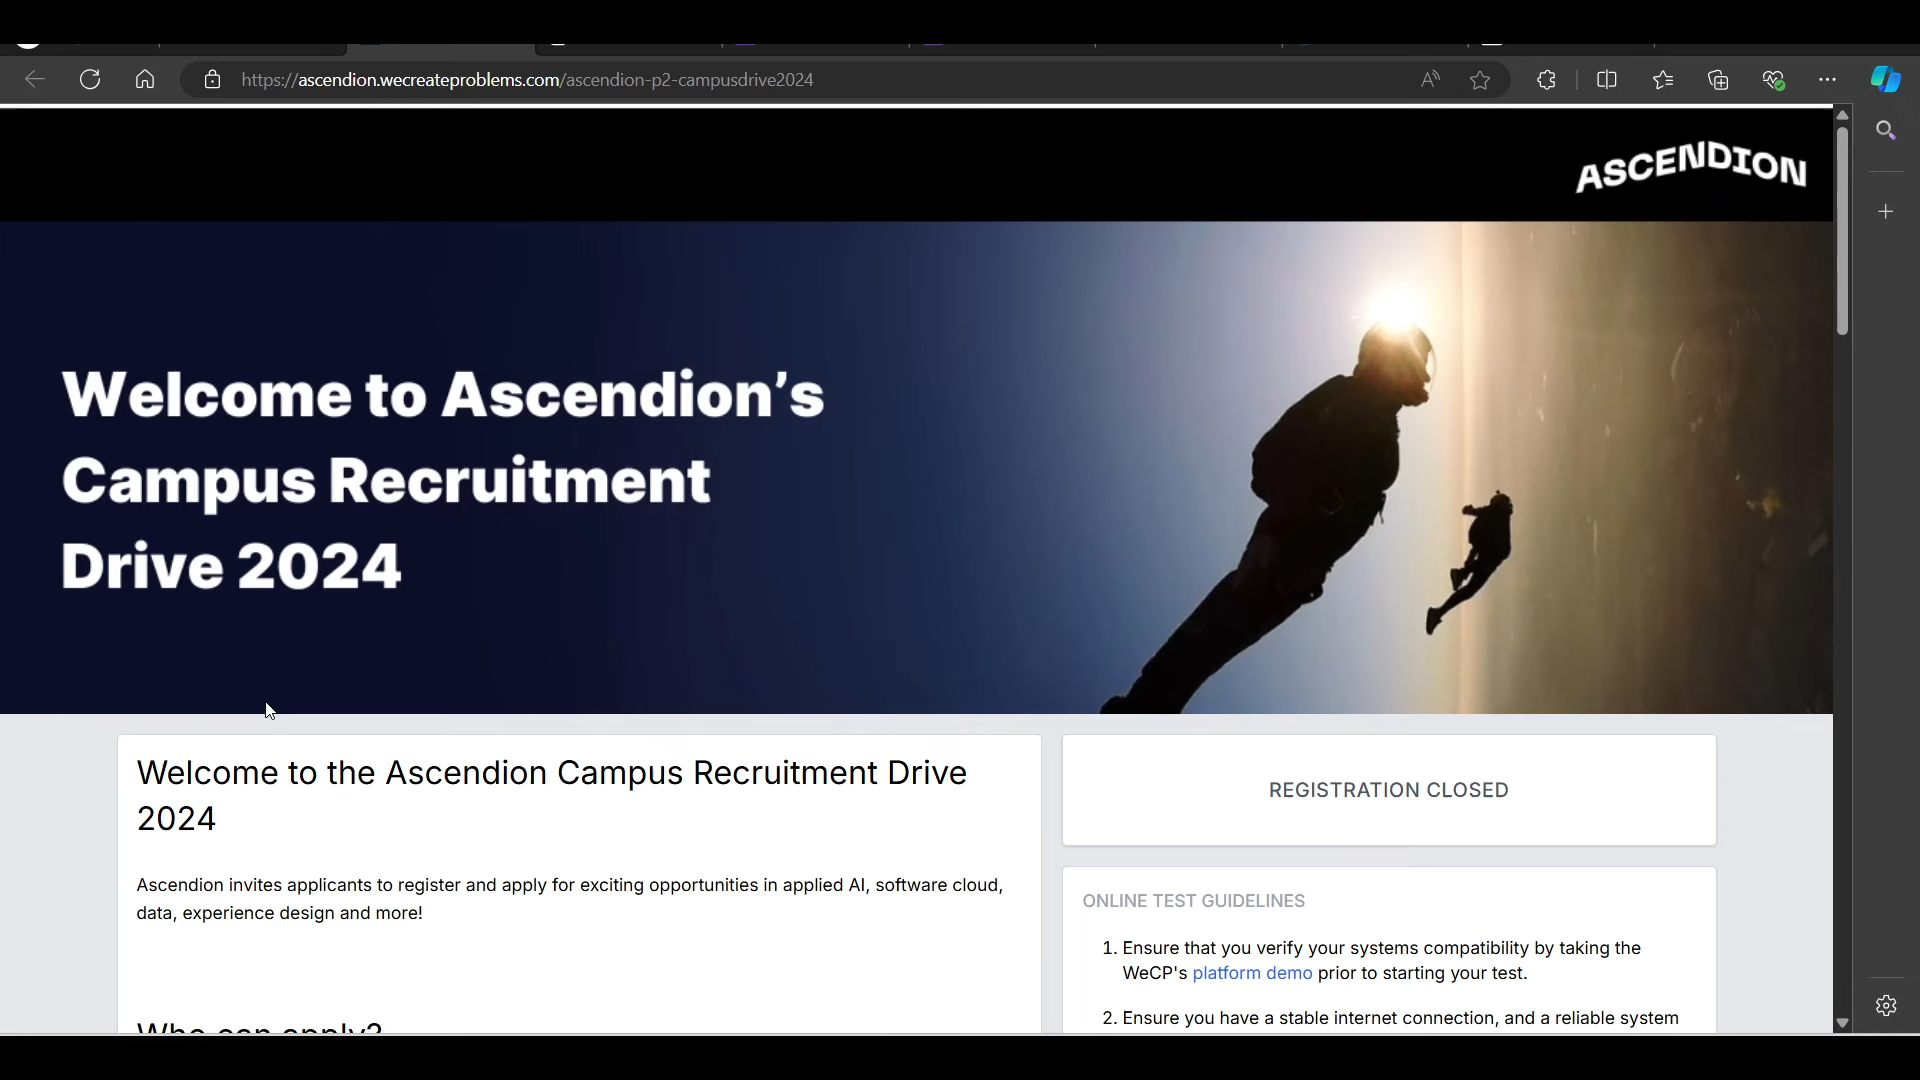 https://ascendion.wecreateproblems.com/ascendion-p2-campusdrive2024
ASCENDION
Welcome to Ascendion’s
Campus Recruitment
Drive 2024
Welcome to the Ascendion Campus Recruitment Drive
2024
Ascendion invites applicants to register and apply for exciting opportunities in applied AI, software cloud,
data, experience design and more!
Who can apply?
REGISTRATION CLOSED
ONLINE TEST GUIDELINES
1. Ensure that you verify your systems compatibility by taking the
WeCP's platform demo prior to starting your test.
2. Ensure you have a stable internet connection, and a reliable system